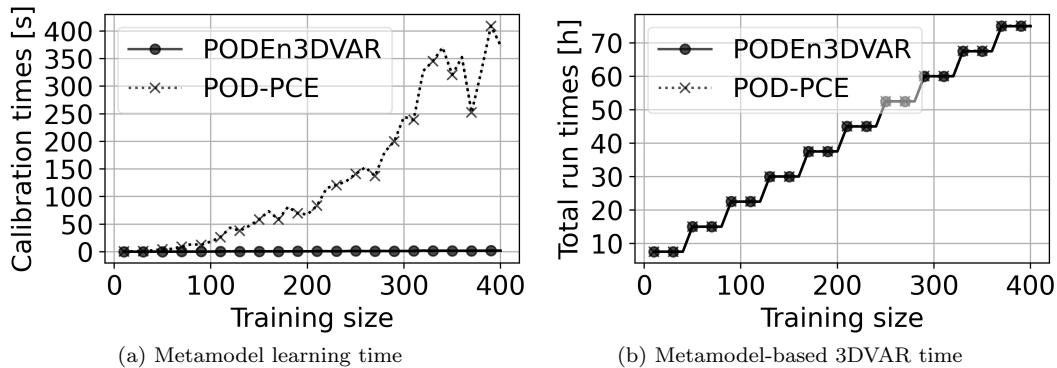 Calibration times [s]
400
350
300
250
200
150
100
50
0
PODEn3DVAR
POD-PCE
0 100 200 300 400
Training size
(a) Metamodel learning time
Total run times [h]
70
60
50
40
30
20
10
PODEn3DVAR
POD-PCE
0 100 200 300 400
Training size
(b) Metamodel-based 3DVAR time